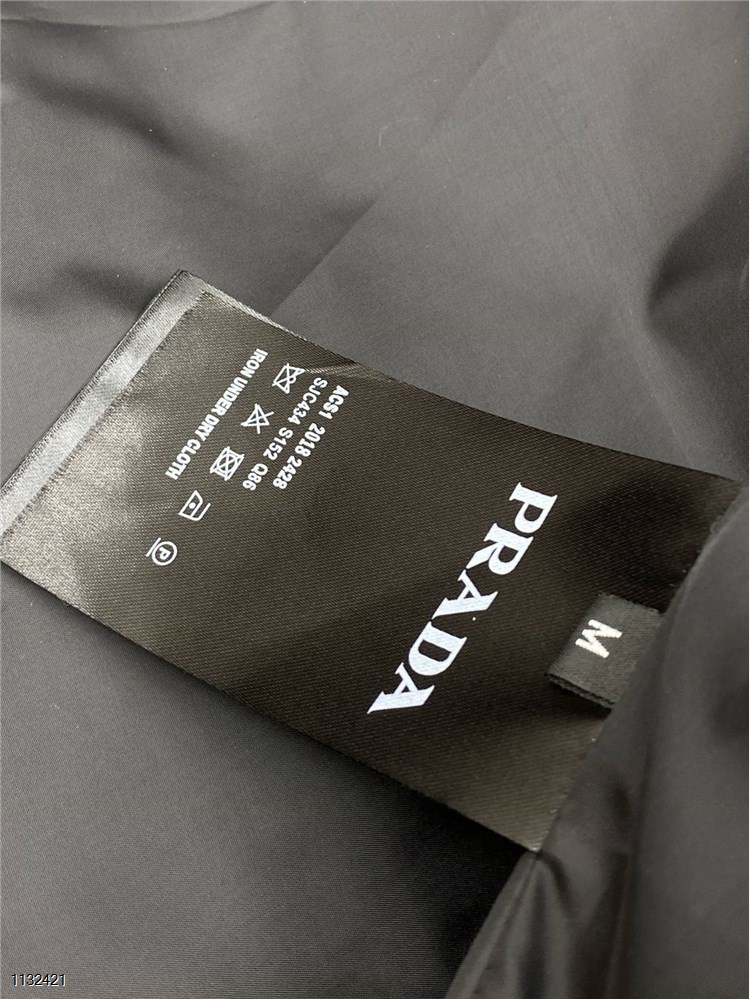 PRADA
M
ACS1 2018 2428
SJC434 S152 Q86
IRON UNDER DRY CLOTH
P
1132421